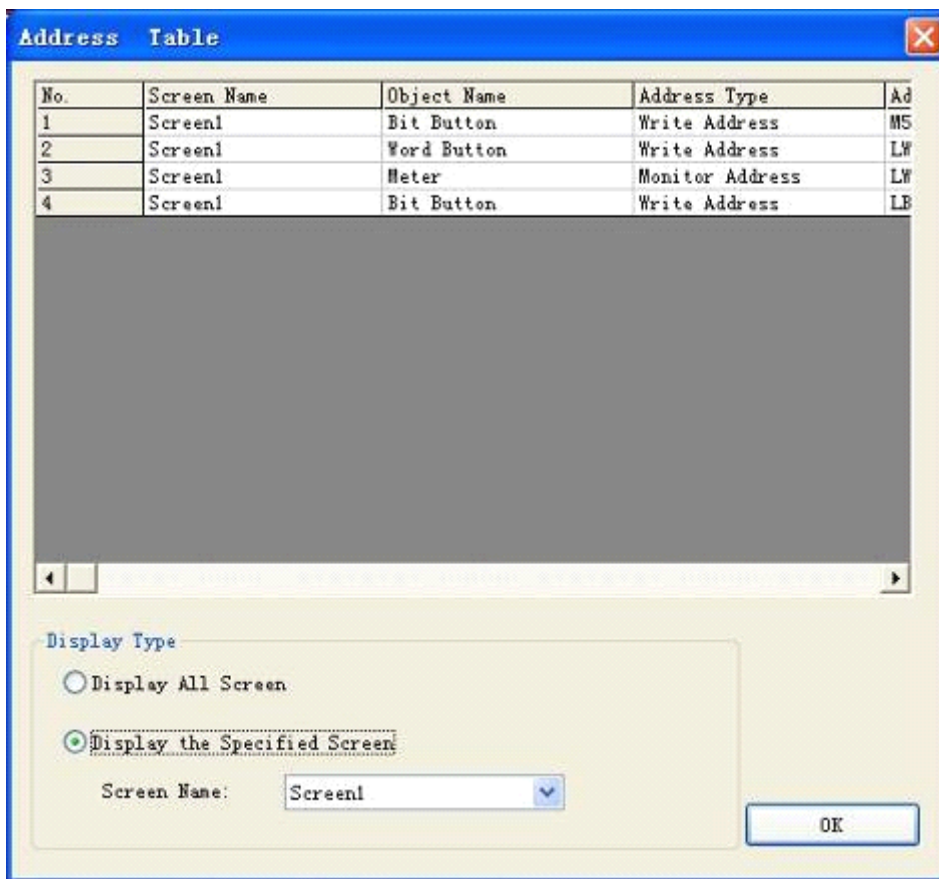 Address Table
No. Screen Name Object Name Address Type Ad
1 Screen1 Bit Button Write Address M5
2 Screen1 Word Button Write Address LW
3 Screen1 Meter Monitor Address LW
4 Screen1 Bit Button Write Address LB
Display Type
Display All Screen
Display the Specified Screen
Screen Name: Screen1
OK